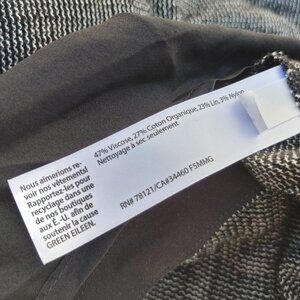 47% Viscose, 27% Coton Organique, 23% Lin, 3% Nylon
Nettoyage à sec seulement
Nous aimerions re-
voir nos vêtements!
Rapportez-les pour
recyclage dans une
de nos boutiques
aux É.-U. afin de
soutenir la cause
GREEN EILEEN.
RN# 78121/CA#34460 F5MMG